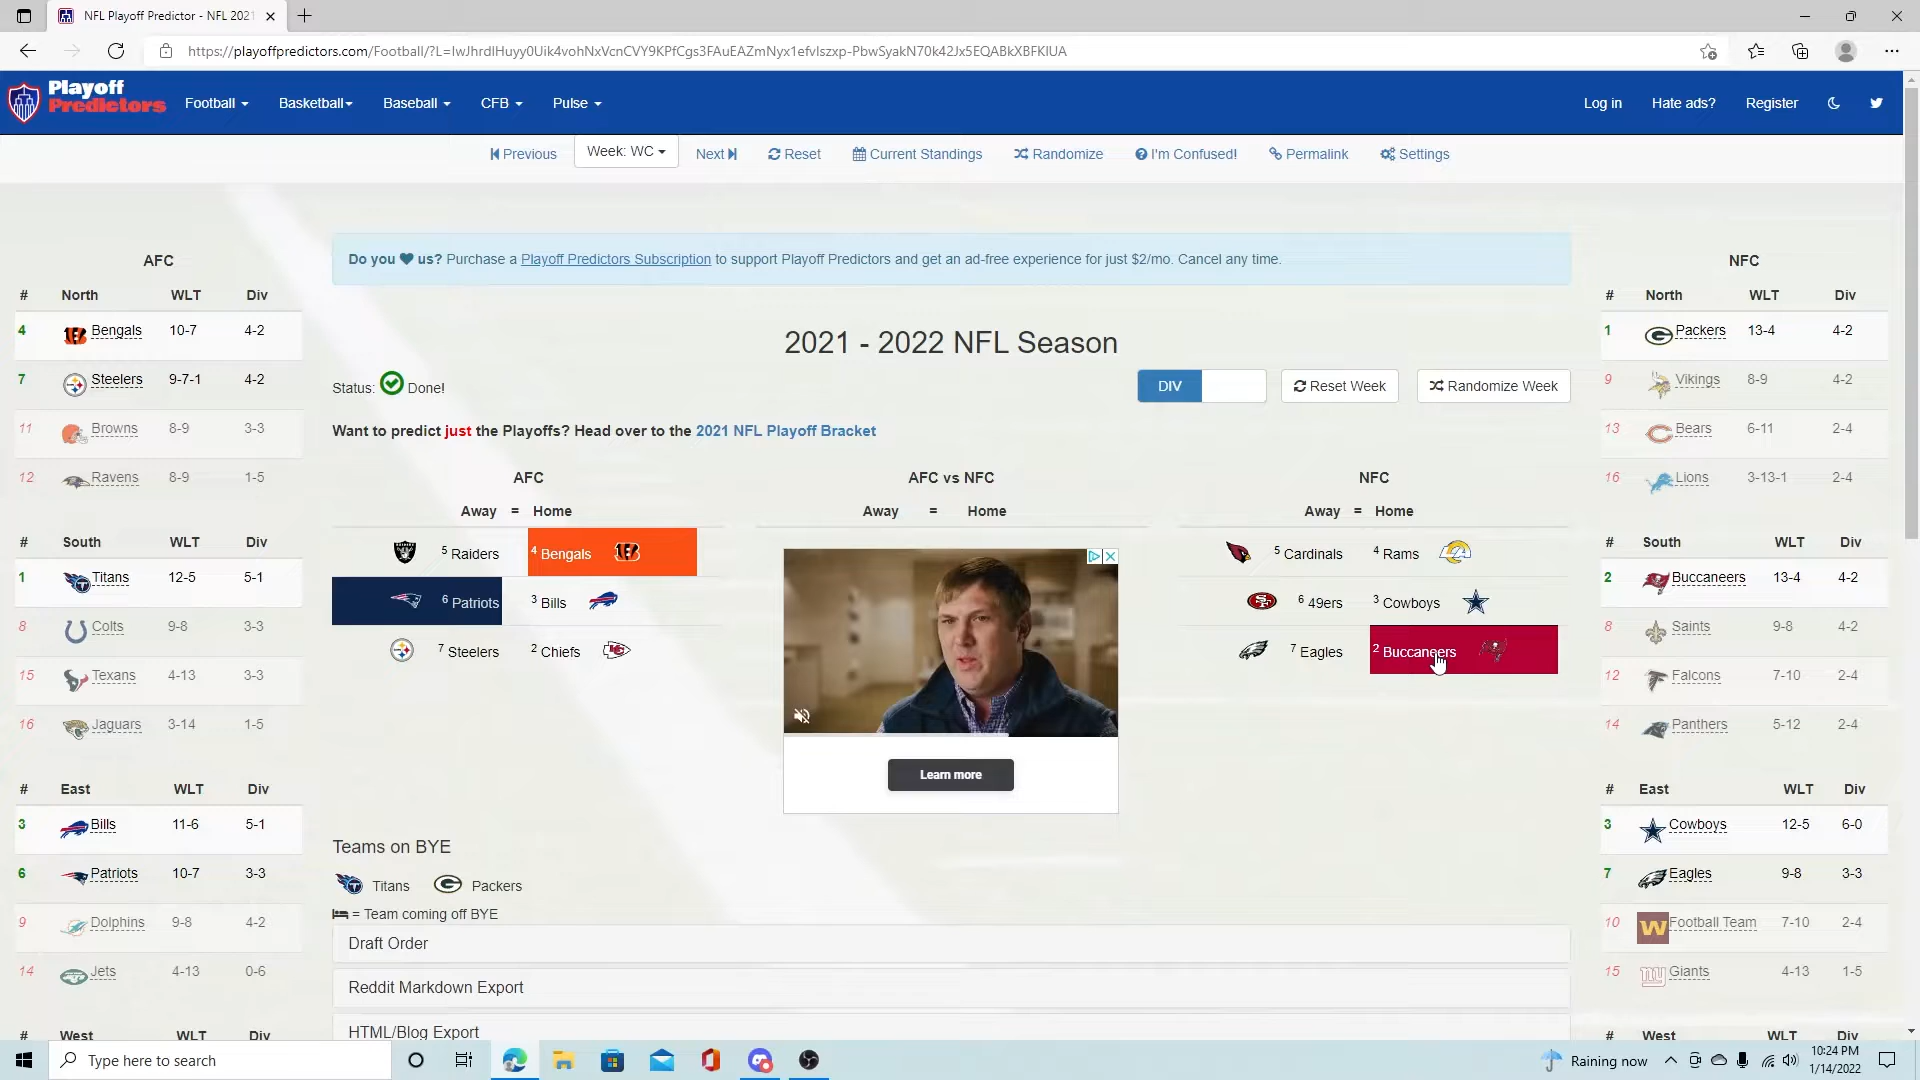 NFL Playoff Predictor - NFL 2021
https://playoffpredictors.com/Football/?L=IwJhrdIHuyy0Uik4vohNxVcnCVY9KPfCgs3FAuEAZmNyx1efvlszxp-PbwSyakN70k42Jx5EQABkXBFKIUA
Playoff Predictors Football Basketball Baseball CFB Pulse Log in Hate ads? Register
Previous Week: WC Next Reset Current Standings Randomize I'm Confused! Permalink Settings
Do you us? Purchase a Playoff Predictors Subscription to support Playoff Predictors and get an ad-free experience for just $2/mo. Cancel any time.
AFC
# North WLT Div
4 Bengals 10-7 4-2
7 Steelers 9-7-1 4-2
11 Browns 8-9 3-3
12 Ravens 8-9 1-5
# South WLT Div
1 Titans 12-5 5-1
8 Colts 9-8 3-3
15 Texans 4-13 3-3
16 Jaguars 3-14 1-5
# East WLT Div
3 Bills 11-6 5-1
6 Patriots 10-7 3-3
9 Dolphins 9-8 4-2
14 Jets 4-13 0-6
# West WLT Div
2021 - 2022 NFL Season
Status: Done!
DIV Reset Week Randomize Week
Want to predict just the Playoffs? Head over to the 2021 NFL Playoff Bracket
AFC
Away = Home
5 Raiders 4 Bengals
6 Patriots 3 Bills
7 Steelers 2 Chiefs
AFC vs NFC
Away = Home
Learn more
NFC
Away = Home
5 Cardinals 4 Rams
6 49ers 3 Cowboys
7 Eagles 2 Buccaneers
Teams on BYE
Titans Packers
= Team coming off BYE
Draft Order
Reddit Markdown Export
HTML/Blog Export
NFC
# North WLT Div
1 Packers 13-4 4-2
9 Vikings 8-9 4-2
13 Bears 6-11 2-4
16 Lions 3-13-1 2-4
# South WLT Div
2 Buccaneers 13-4 4-2
8 Saints 9-8 4-2
12 Falcons 7-10 2-4
14 Panthers 5-12 2-4
# East WLT Div
3 Cowboys 12-5 6-0
7 Eagles 9-8 3-3
10 W Football Team 7-10 2-4
15 ny Giants 4-13 1-5
# West WLT Div
Type here to search
Raining now
10:24 PM
1/14/2022